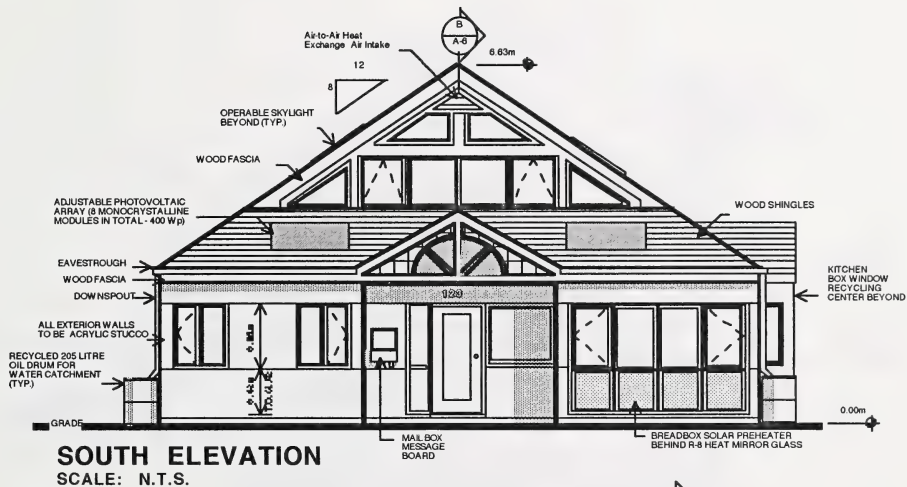 B
A-6
Air-to-Air Heat
Exchange Air Intake
6.63m
12
8
OPERABLE SKYLIGHT
BEYOND (TYP.)
WOOD FASCIA
ADJUSTABLE PHOTOVOLTAIC
ARRAY (8 MONOCRYSTALLINE
MODULES IN TOTAL - 400 Wp)
WOOD SHINGLES
EAVESTROUGH
WOOD FASCIA
DOWNSPOUT
KITCHEN
BOX WINDOW
RECYCLING
CENTER BEYOND
129
ALL EXTERIOR WALLS
TO BE ACRYLIC STUCCO
RECYCLED 205 LITRE
OIL DRUM FOR
WATER CATCHMENT
(TYP.)
GRADE
0.00m
MAIL BOX
MESSAGE
BOARD
BREADBOX SOLAR PREHEATER
BEHIND R-8 HEAT MIRROR GLASS
SOUTH ELEVATION
SCALE: N.T.S.